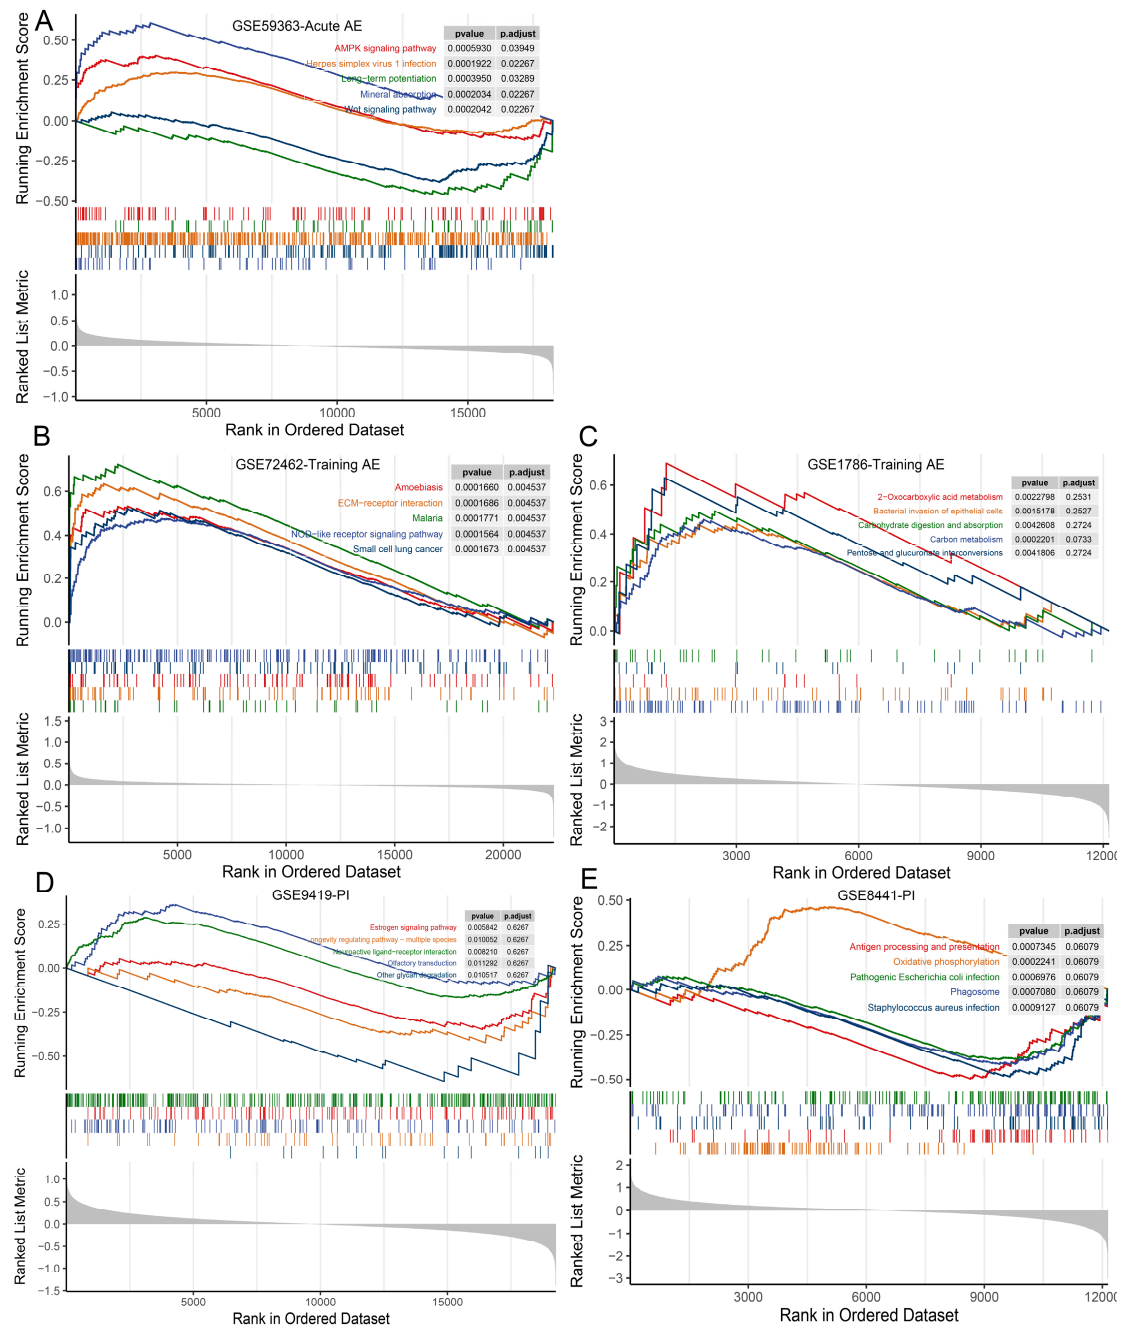 A
GSE59363-Acute AE
pvalue p.adjust
AMPK signaling pathway 0.0005930 0.03949
Herpes simplex virus 1 infection 0.0001922 0.02267
Long-term potentiation 0.0003950 0.03289
Mineral absorption 0.0002034 0.02267
Wnt signaling pathway 0.0002042 0.02267
Running Enrichment Score
0.50
0.25
0.00
−0.25
−0.50
Ranked List Metric
1.0
0.5
0.0
−0.5
−1.0
5000 10000 15000
Rank in Ordered Dataset
B
GSE72462-Training AE
pvalue p.adjust
Amoebiasis 0.0001660 0.004537
ECM−receptor interaction 0.0001686 0.004537
Malaria 0.0001771 0.004537
NOD−like receptor signaling pathway 0.0001564 0.004537
Small cell lung cancer 0.0001673 0.004537
Running Enrichment Score
0.6
0.4
0.2
0.0
Ranked List Metric
1.5
1.0
0.5
0.0
−0.5
−1.0
5000 10000 15000 20000
Rank in Ordered Dataset
C
GSE1786-Training AE
pvalue p.adjust
2−Oxocarboxylic acid metabolism 0.0022798 0.2531
Bacterial invasion of epithelial cells 0.0015178 0.2527
Carbohydrate digestion and absorption 0.0042608 0.2724
Carbon metabolism 0.0002201 0.0733
Pentose and glucuronate interconversions 0.0041806 0.2724
Running Enrichment Score
0.6
0.4
0.2
0.0
Ranked List Metric
3
2
1
0
−1
−2
3000 6000 9000 12000
Rank in Ordered Dataset
D
GSE9419-PI
pvalue p.adjust
Estrogen signaling pathway 0.005842 0.6267
Longevity regulating pathway − multiple species 0.010052 0.6267
Neuroactive ligand−receptor interaction 0.008210 0.6267
Olfactory transduction 0.011292 0.6267
Other glycan degradation 0.010517 0.6267
Running Enrichment Score
0.25
0.00
−0.25
−0.50
Ranked List Metric
1.0
0.5
0.0
−0.5
−1.0
−1.5
5000 10000 15000
Rank in Ordered Dataset
E
GSE8441-PI
pvalue p.adjust
Antigen processing and presentation 0.0007345 0.06079
Oxidative phosphorylation 0.0002241 0.06079
Pathogenic Escherichia coli infection 0.0006976 0.06079
Phagosome 0.0007080 0.06079
Staphylococcus aureus infection 0.0009127 0.06079
Running Enrichment Score
0.50
0.25
0.00
−0.25
−0.50
Ranked List Metric
2
1
0
−1
−2
−3
3000 6000 9000 12000
Rank in Ordered Dataset